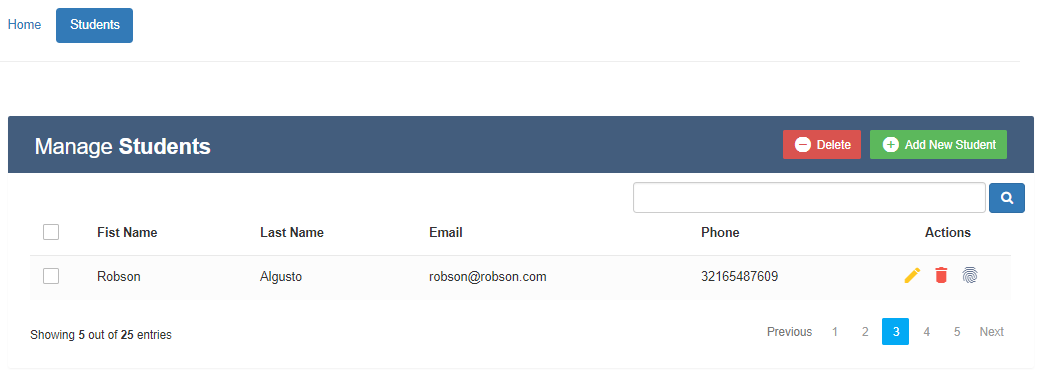 Home Students
Manage Students Delete Add New Student
Fist Name Last Name Email Phone Actions
Robson Algusto robson@robson.com 32165487609
Showing 5 out of 25 entries Previous 1 2 3 4 5 Next